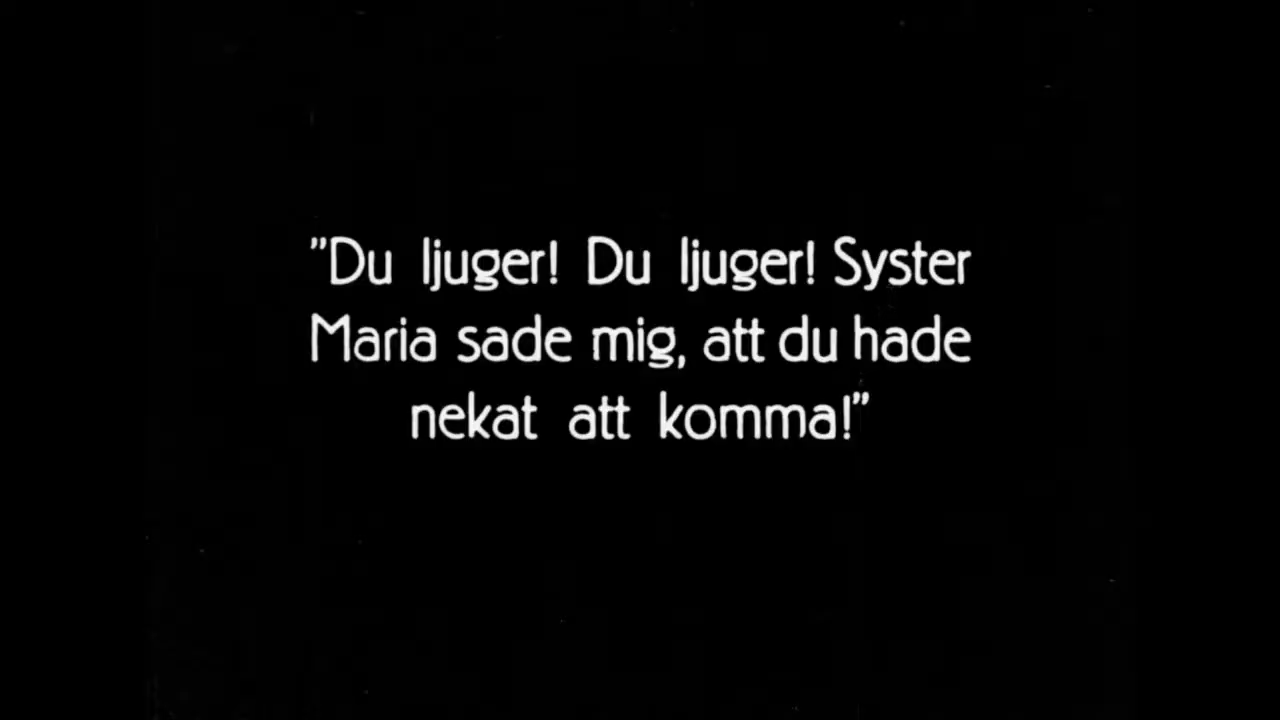 "Du ljuger! Du ljuger! Syster
Maria sade mig, att du hade
nekat att komma!"